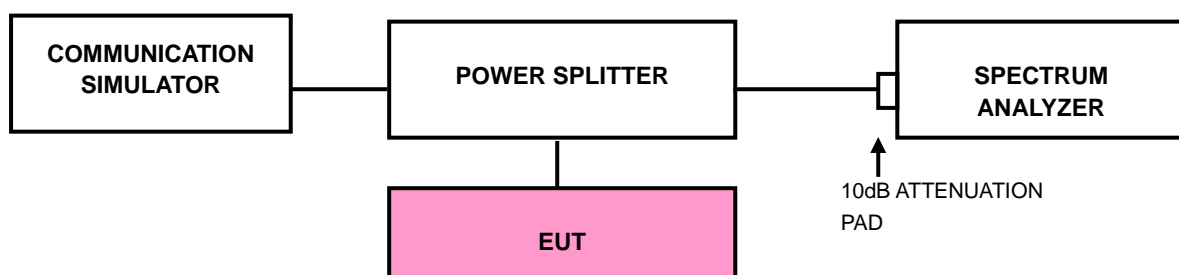 COMMUNICATION
SIMULATOR
POWER SPLITTER
SPECTRUM
ANALYZER
10dB ATTENUATION
PAD
EUT